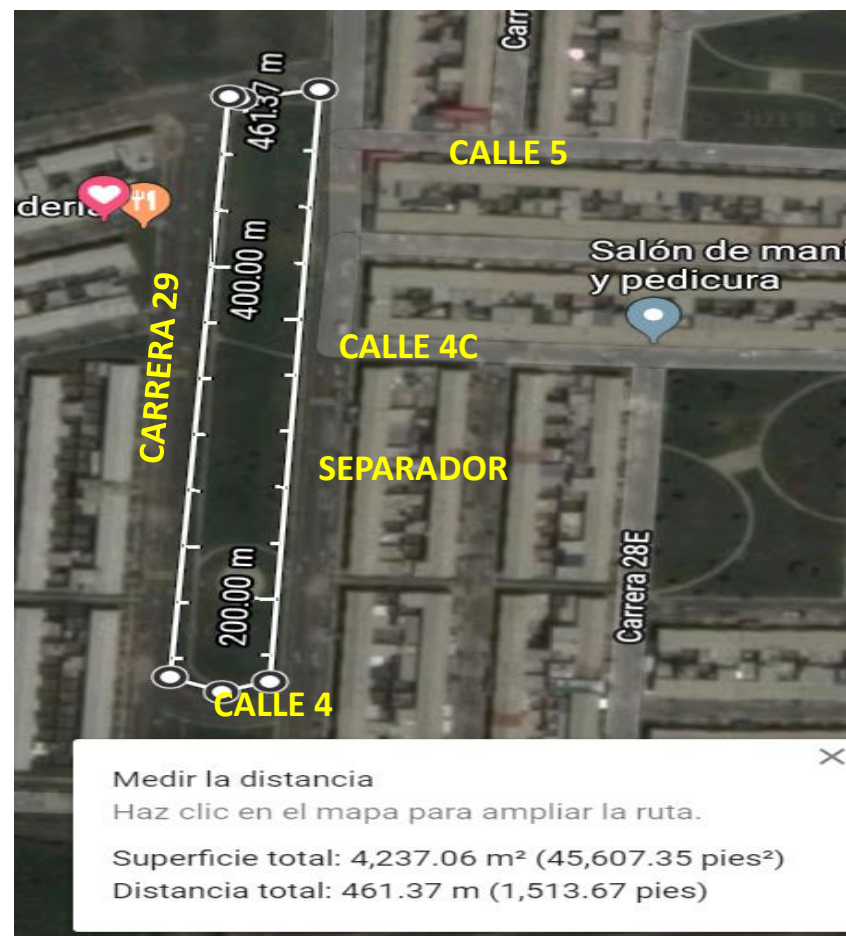 Carr
461.37 m
CALLE 5
dería
400.00 m
Salón de mani
y pedicura
CARRERA 29
CALLE 4C
SEPARADOR
Carrera 28E
200.00 m
CALLE 4
Medir la distancia
Haz clic en el mapa para ampliar la ruta.
Superficie total: 4,237.06 m² (45,607.35 pies²)
Distancia total: 461.37 m (1,513.67 pies)